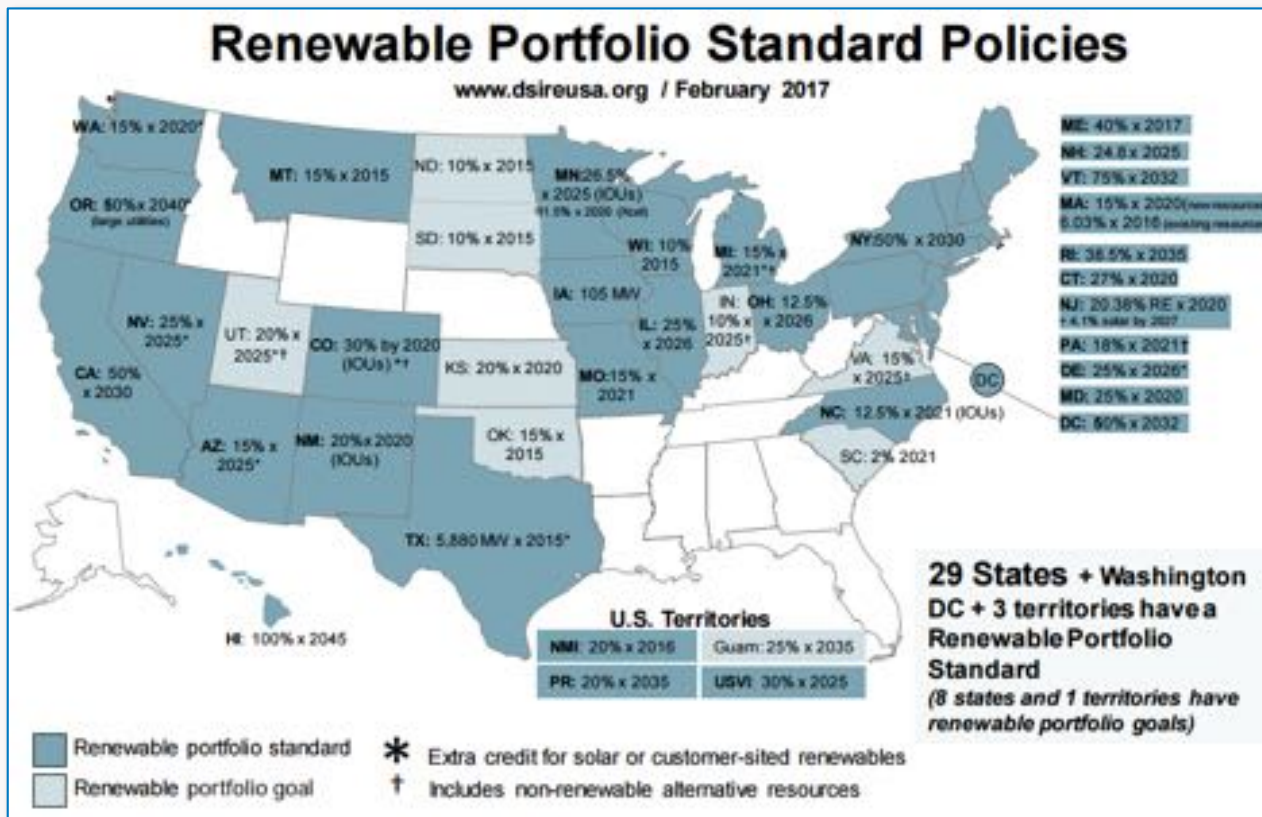 Renewable Portfolio Standard Policies
www.dsireusa.org / February 2017
WA: 15% x 2020*
OR: 50% x 2040*
(large utilities)
CA: 50%
x 2030
MT: 15% x 2015
NV: 25% x
2025*
UT: 20% x
2025*†
AZ: 15% x
2025*
ND: 10% x 2015
SD: 10% x 2015
CO: 30% by 2020
(IOUs) *†
NM: 20% x 2020
(IOUs)
KS: 20% x 2020
OK: 15% x
2015
TX: 5,880 MW x 2015*
MN:26.5%
x 2025 (IOUs)
x 2020
WI: 10%
2015
IA: 105 MW
IL: 25%
x 2026
MO:15% x
2021
MI: 15% x
2021*†
IN:
10% x
2025†
OH: 12.5%
x 2026
NY:50% x 2030
VA: 15%
x 2025
NC: 12.5% x 2021 (IOUs)
SC: 2% 2021
DC
HI: 100% x 2045
ME: 40% x 2017
NH: 24.8 x 2025
VT: 75% x 2032
MA: 15% x 2020 (new resources
6.03% x 2016 (existing resource
RI: 38.5% x 2035
CT: 27% x 2020
NJ: 20.38% RE x 2020
+ 4.1% solar by 2027
PA: 18% x 2021†
DE: 25% x 2026*
MD: 25% x 2020
DC: 50% x 2032
U.S. Territories
NMI: 20% x 2016
Guam: 25% x 2035
PR: 20% x 2035
USVI: 30% x 2025
29 States + Washington
DC + 3 territories have a
Renewable Portfolio
Standard
(8 states and 1 territories have
renewable portfolio goals)
Renewable portfolio standard
Renewable portfolio goal
* Extra credit for solar or customer-sited renewables
† Includes non-renewable alternative resources